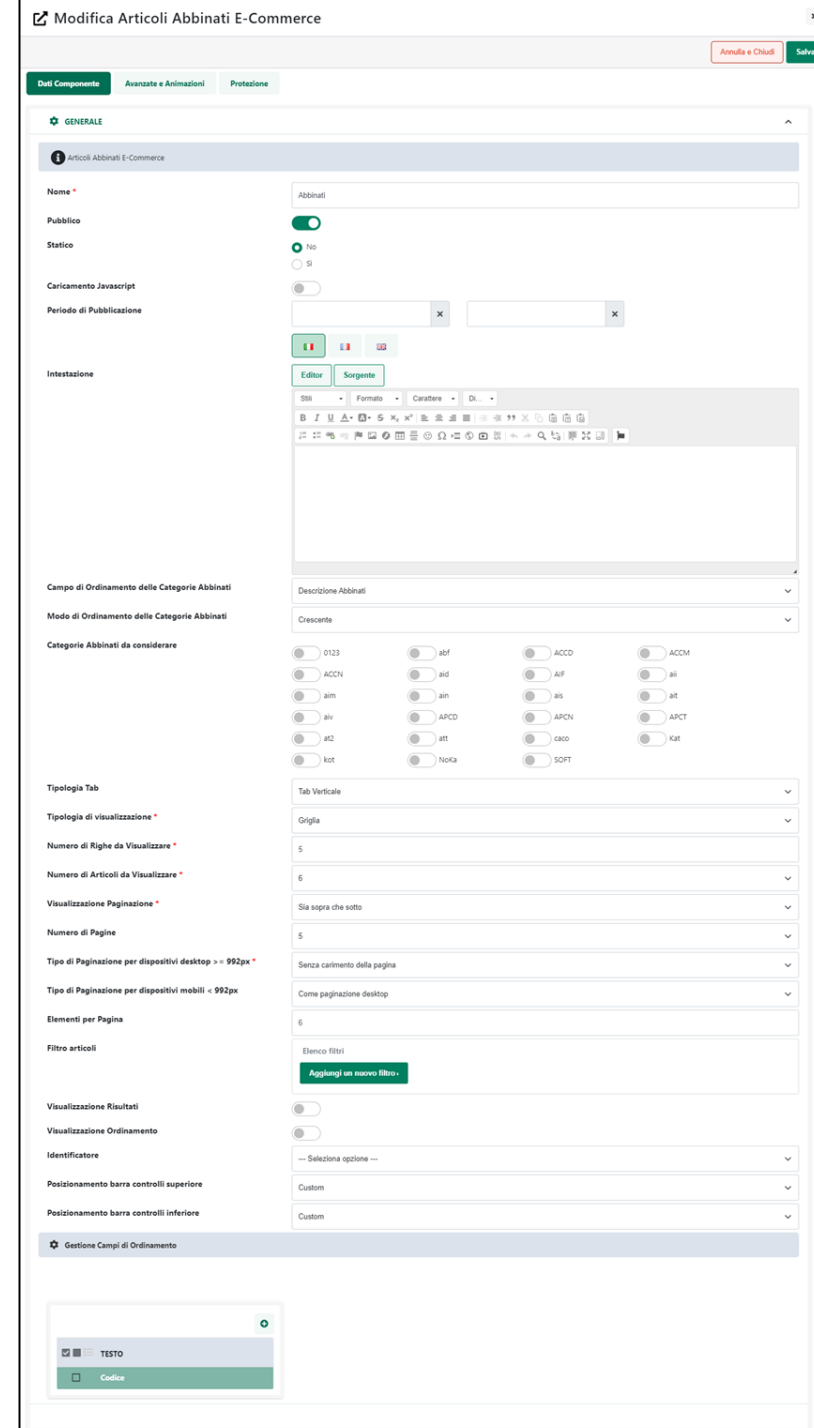 Modifica Articoli Abbinati E-Commerce
Annulla e Chiudi Salva
Dati Componente Avanzate e Animazioni Protezione
GENERALE
Articoli Abbinati E-Commerce
Nome * Abbinati
Pubblico
Statico No
Sì
Caricamento Javascript
Periodo di Pubblicazione
Intestazione Editor Sorgente
Stili Formato Carattere Di...
Campo di Ordinamento delle Categorie Abbinati Descrizione Abbinati
Modo di Ordinamento delle Categorie Abbinati Crescente
Categorie Abbinati da considerare 0123 abf ACCD ACCM
ACCN aid AIF aii
aim ain ais ait
aiv APCD APCN APCT
at2 att caco Kat
kot NoKa SOFT
Tipologia Tab Tab Verticale
Tipologia di visualizzazione * Griglia
Numero di Righe da Visualizzare * 5
Numero di Articoli da Visualizzare * 6
Visualizzazione Paginazione * Sia sopra che sotto
Numero di Pagine 5
Tipo di Paginazione per dispositivi desktop >= 992px * Senza carimento della pagina
Tipo di Paginazione per dispositivi mobili < 992px Come paginazione desktop
Elementi per Pagina 6
Filtro articoli Elenco filtri
Aggiungi un nuovo filtro
Visualizzazione Risultati
Visualizzazione Ordinamento
Identificatore --- Seleziona opzione ---
Posizionamento barra controlli superiore Custom
Posizionamento barra controlli inferiore Custom
Gestione Campi di Ordinamento
TESTO
Codice